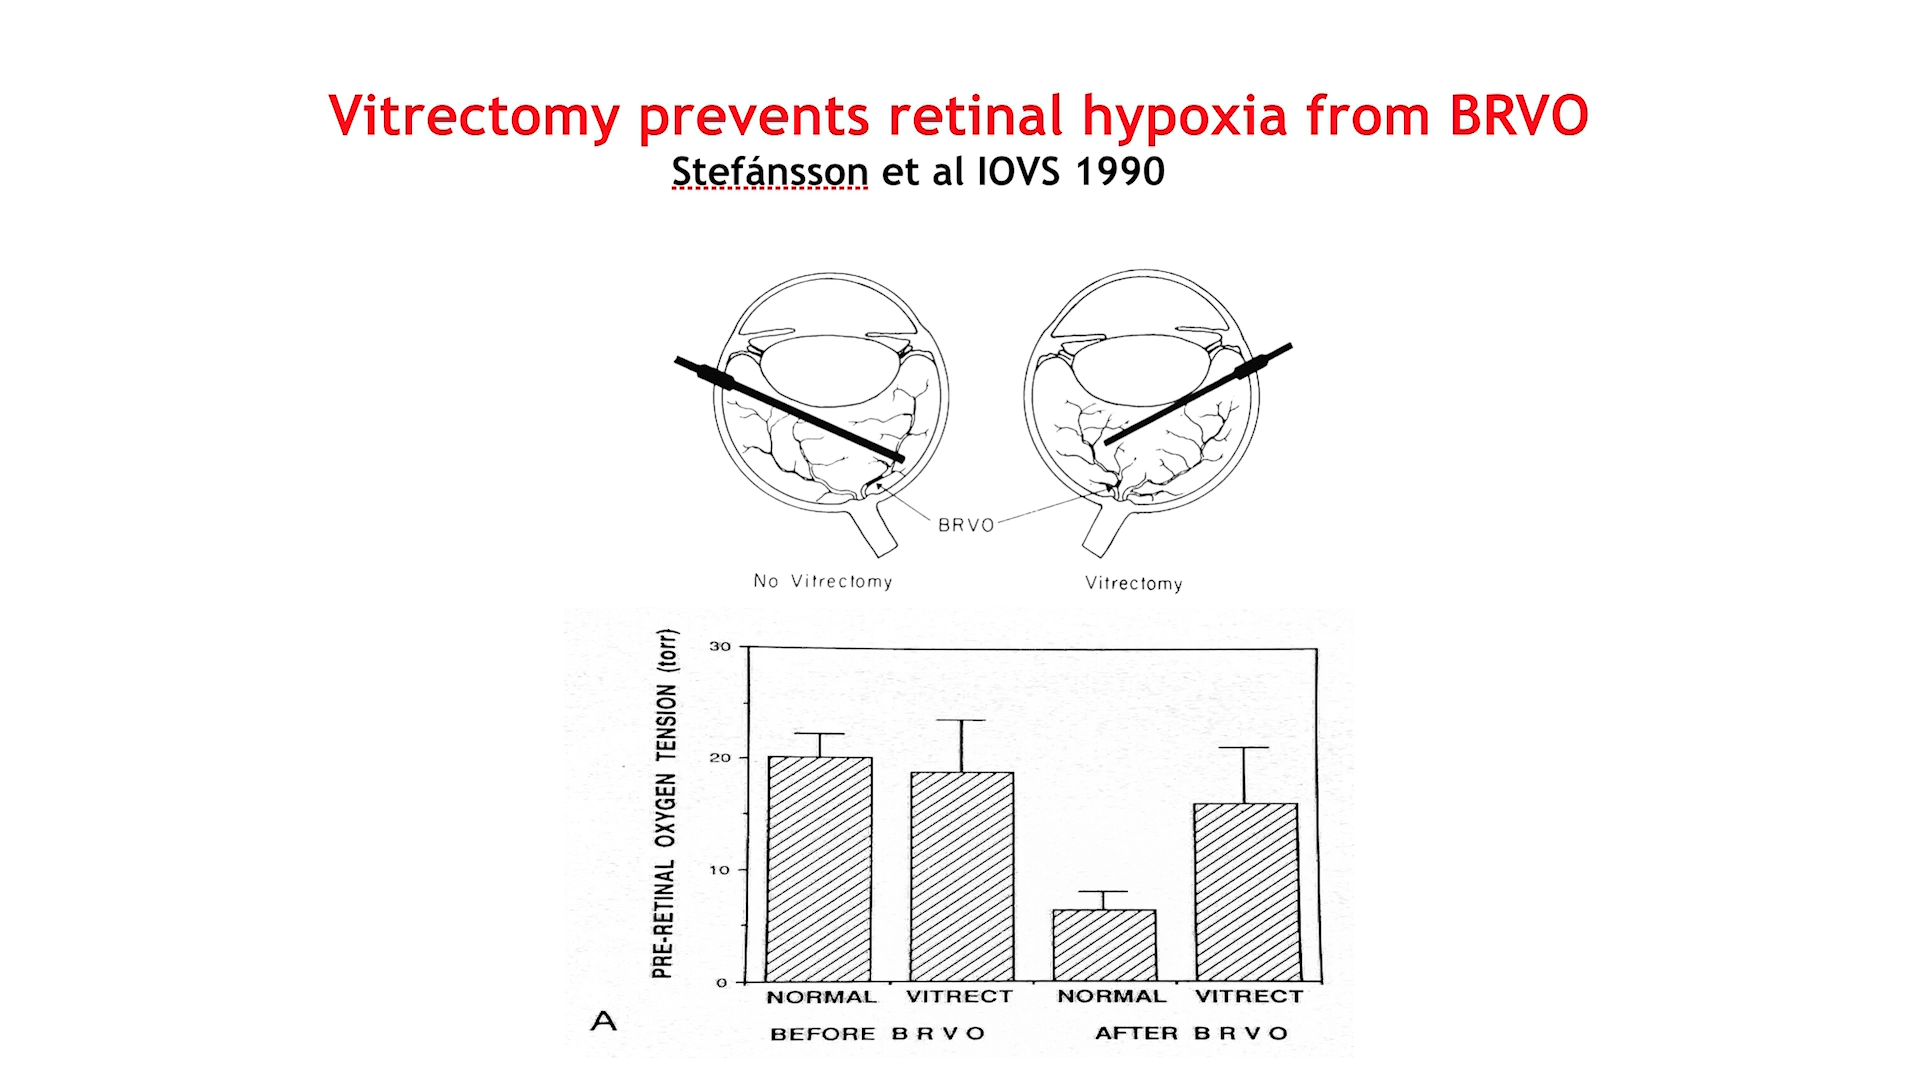 Vitrectomy prevents retinal hypoxia from BRVO
Stefánsson et al IOVS 1990
BRVO
No Vitrectomy
Vitrectomy
PRE-RETINAL OXYGEN TENSION (torr)
30
20
10
0
NORMAL VITRECT NORMAL VITRECT
BEFORE BRVO AFTER BRVO
A